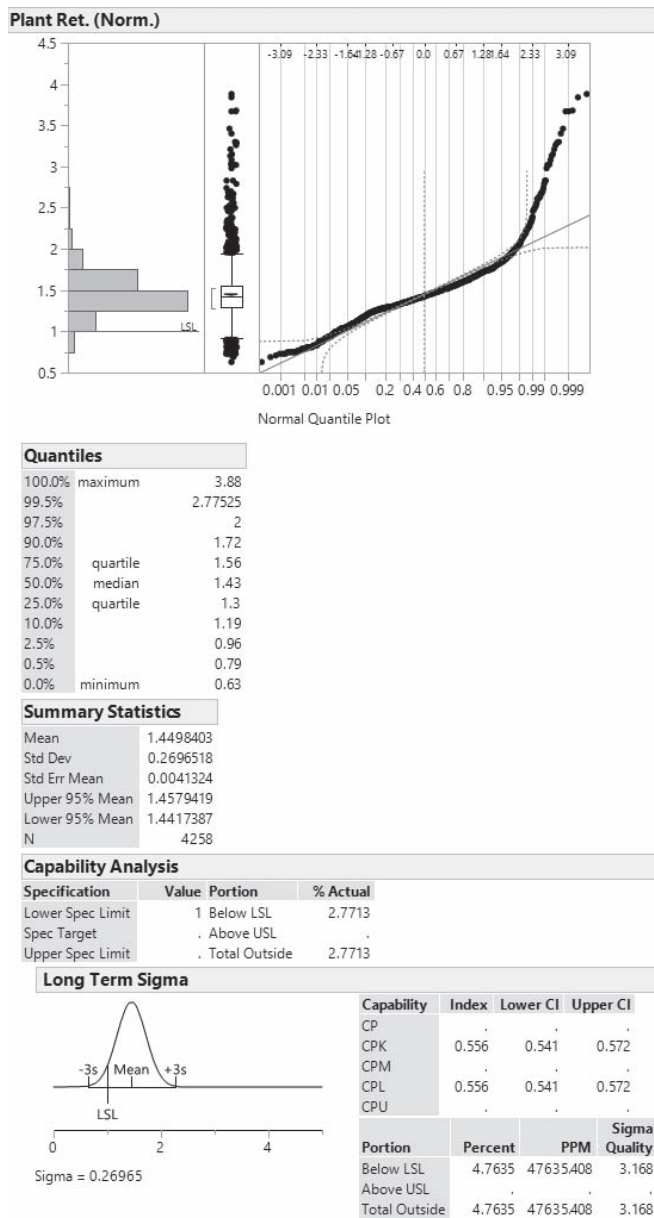 Plant Ret. (Norm.)
4.5
4
3.5
3
2.5
2
1.5
1
0.5
LSL
-3.09 -2.33 -1.641.28 -0.67 0.0 0.67 1.281.64 2.33 3.09
0.001 0.01 0.05 0.2 0.4 0.6 0.8 0.95 0.99 0.999
Normal Quantile Plot
Quantiles
100.0% maximum 3.88
99.5% 2.77525
97.5% 2
90.0% 1.72
75.0% quartile 1.56
50.0% median 1.43
25.0% quartile 1.3
10.0% 1.19
2.5% 0.96
0.5% 0.79
0.0% minimum 0.63
Summary Statistics
Mean 1.4498403
Std Dev 0.2696518
Std Err Mean 0.0041324
Upper 95% Mean 1.4579419
Lower 95% Mean 1.4417387
N 4258
Capability Analysis
Specification Value Portion % Actual
Lower Spec Limit 1 Below LSL 2.7713
Spec Target . Above USL .
Upper Spec Limit . Total Outside 2.7713
Long Term Sigma
-3s Mean +3s
LSL
0 2 4
Sigma = 0.26965
Capability Index Lower CI Upper CI
CP . . .
CPK 0.556 0.541 0.572
CPM . . .
CPL 0.556 0.541 0.572
CPU . . .
Sigma
Portion Percent PPM Quality
Below LSL 4.7635 47635.408 3.168
Above USL . . .
Total Outside 4.7635 47635.408 3.168